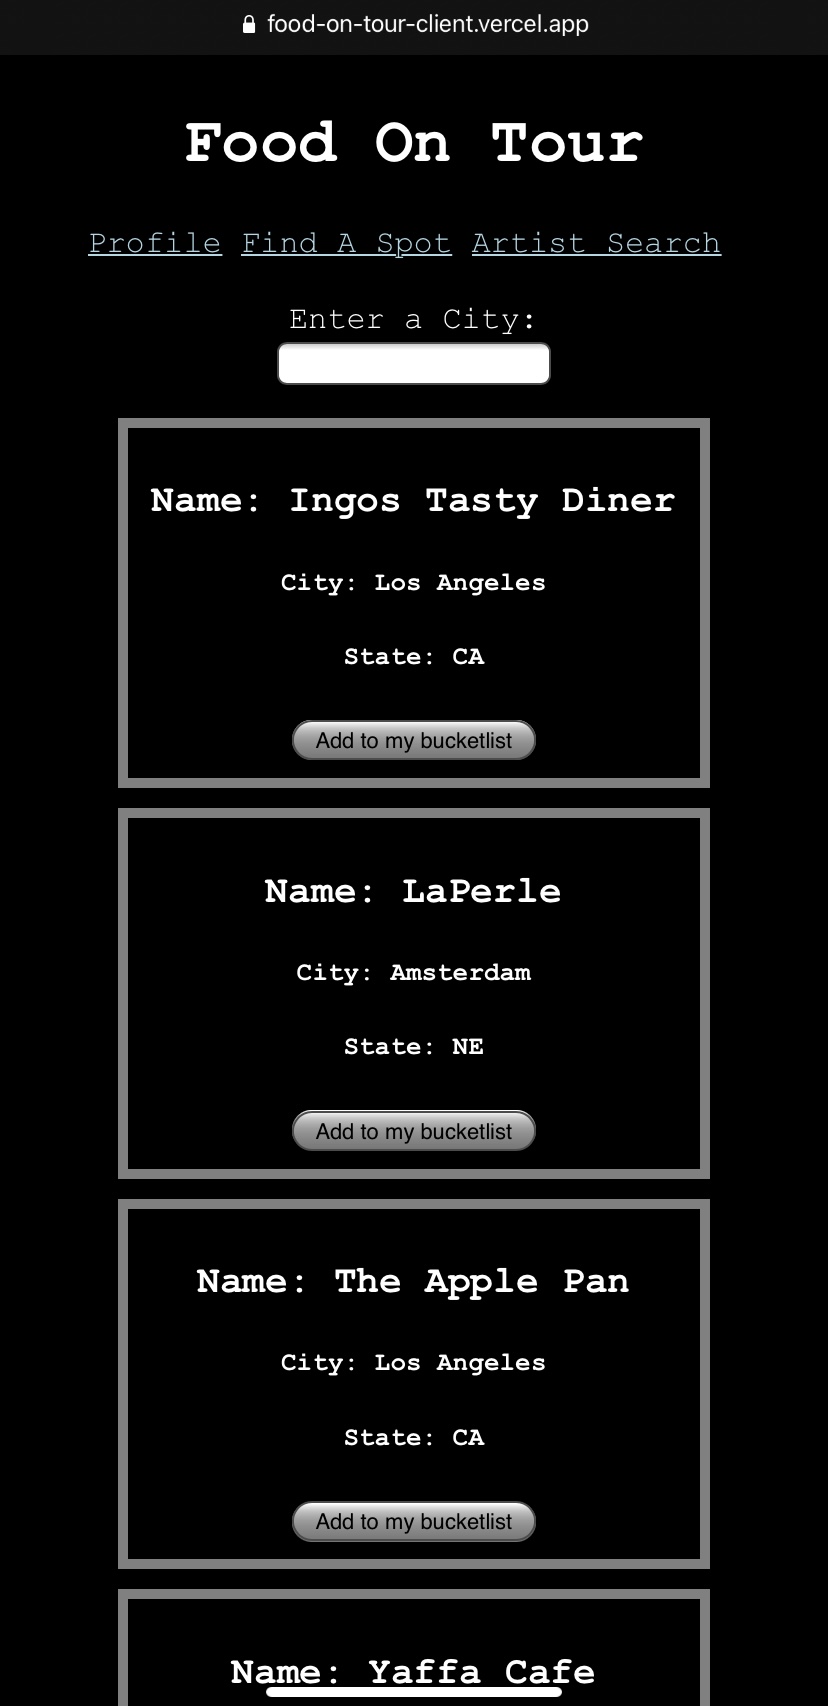 food-on-tour-client.vercel.app
Food On Tour
Profile Find A Spot Artist Search
Enter a City:
Name: Ingos Tasty Diner
City: Los Angeles
State: CA
Add to my bucketlist
Name: LaPerle
City: Amsterdam
State: NE
Add to my bucketlist
Name: The Apple Pan
City: Los Angeles
State: CA
Add to my bucketlist
Name: Yaffa Cafe